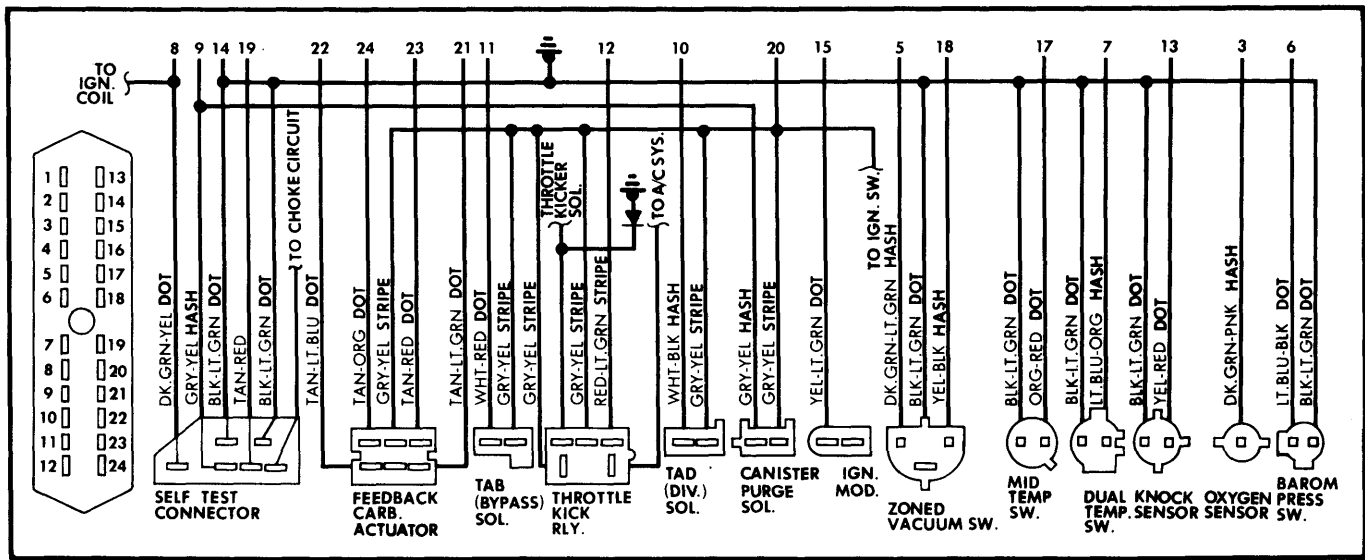 8 9 14 19 22 24 23 21 11 12 10 20 15 5 18 17 7 13 3 6
TO
IGN.
COIL
1 13
2 14
3 15
4 16
5 17
6 18
7 19
8 20
9 21
10 22
11 23
12 24
DK.GRN-YEL DOT
GRY-YEL HASH
BLK-LT.GRN DOT
TAN-RED
BLK-LT.GRN DOT
TO CHOKE CIRCUIT
TAN-LT.BLU DOT
TAN-ORG DOT
GRY-YEL STRIPE
TAN-RED DOT
TAN-LT.GRN DOT
WHT-RED DOT
GRY-YEL STRIPE
GRY-YEL STRIPE
THROTTLE
KICKER
SOL.
GRY-YEL STRIPE
RED-LT.GRN STRIPE
TO A/C SYS.
WHT-BLK HASH
GRY-YEL STRIPE
GRY-YEL HASH
GRY-YEL STRIPE
YEL-LT.GRN DOT
TO IGN. SW.
DK.GRN-LT.GRN HASH
BLK-LT.GRN DOT
YEL-BLK HASH
BLK-LT.GRN DOT
ORG-RED DOT
BLK-LT.GRN DOT
LT.BLU-ORG HASH
BLK-LT.GRN DOT
YEL-RED DOT
DK.GRN-PNK HASH
LT.BLU-BLK DOT
BLK-LT.GRN DOT
SELF TEST
CONNECTOR
FEEDBACK
CARB.
ACTUATOR
TAB
(BYPASS)
SOL.
THROTTLE
KICK
RLY.
TAD
(DIV.)
SOL.
CANISTER
PURGE
SOL.
IGN.
MOD.
ZONED
VACUUM SW.
MID
TEMP
SW.
DUAL
TEMP.
SW.
KNOCK
SENSOR
OXYGEN
SENSOR
BAROM
PRESS
SW.